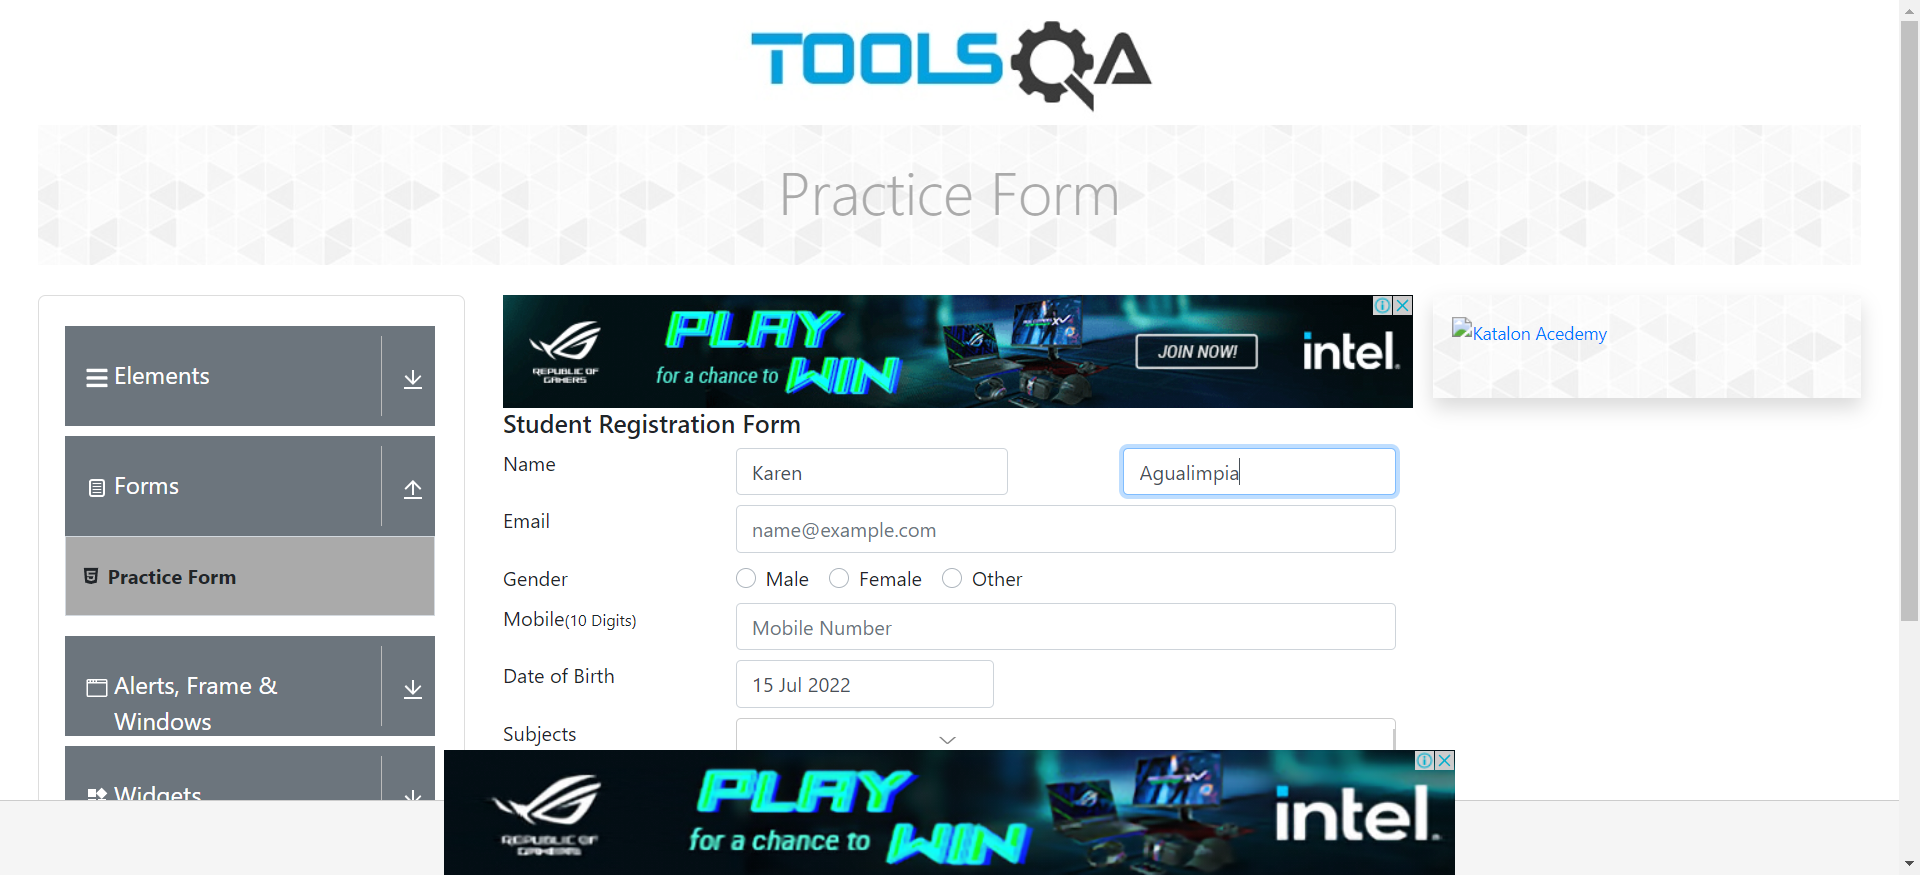 TOOLSQA
Practice Form
Elements
Forms
Practice Form
Alerts, Frame &
Windows
Widgets
REPUBLIC OF
GAMERS
PLAY
for a chance to WIN
JOIN NOW!
intel.
Katalon Acedemy
Student Registration Form
Name
Karen
Agualimpia
Email
name@example.com
Gender
Male
Female
Other
Mobile(10 Digits)
Mobile Number
Date of Birth
15 Jul 2022
Subjects
REPUBLIC OF
GAMERS
PLAY
for a chance to WIN
intel.